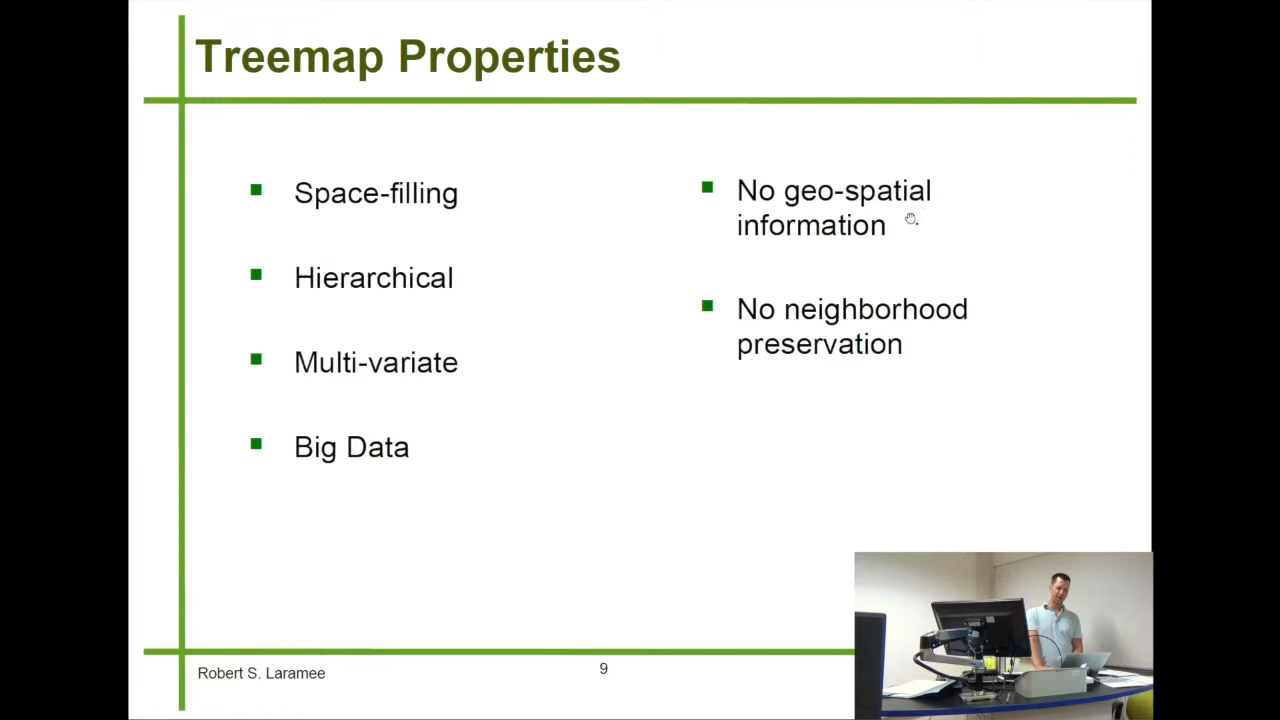 Treemap Properties
Space-filling
Hierarchical
Multi-variate
Big Data
No geo-spatial
information
No neighborhood
preservation
Robert S. Laramee
9